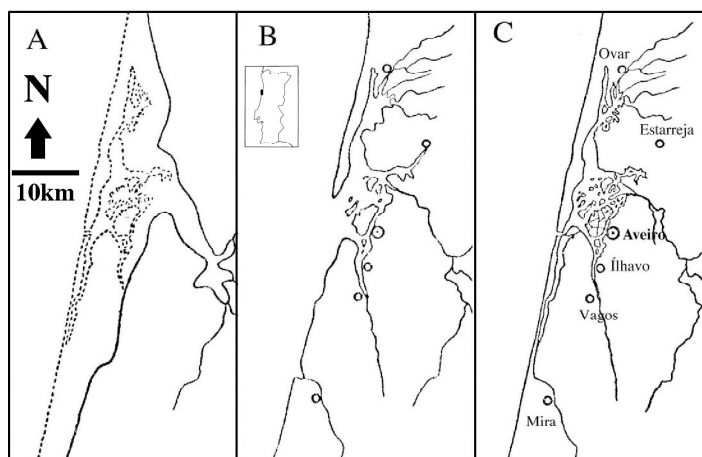 A
N
10km
B
C
Ovar
Estarreja
Aveiro
Ílhavo
Vagos
Mira